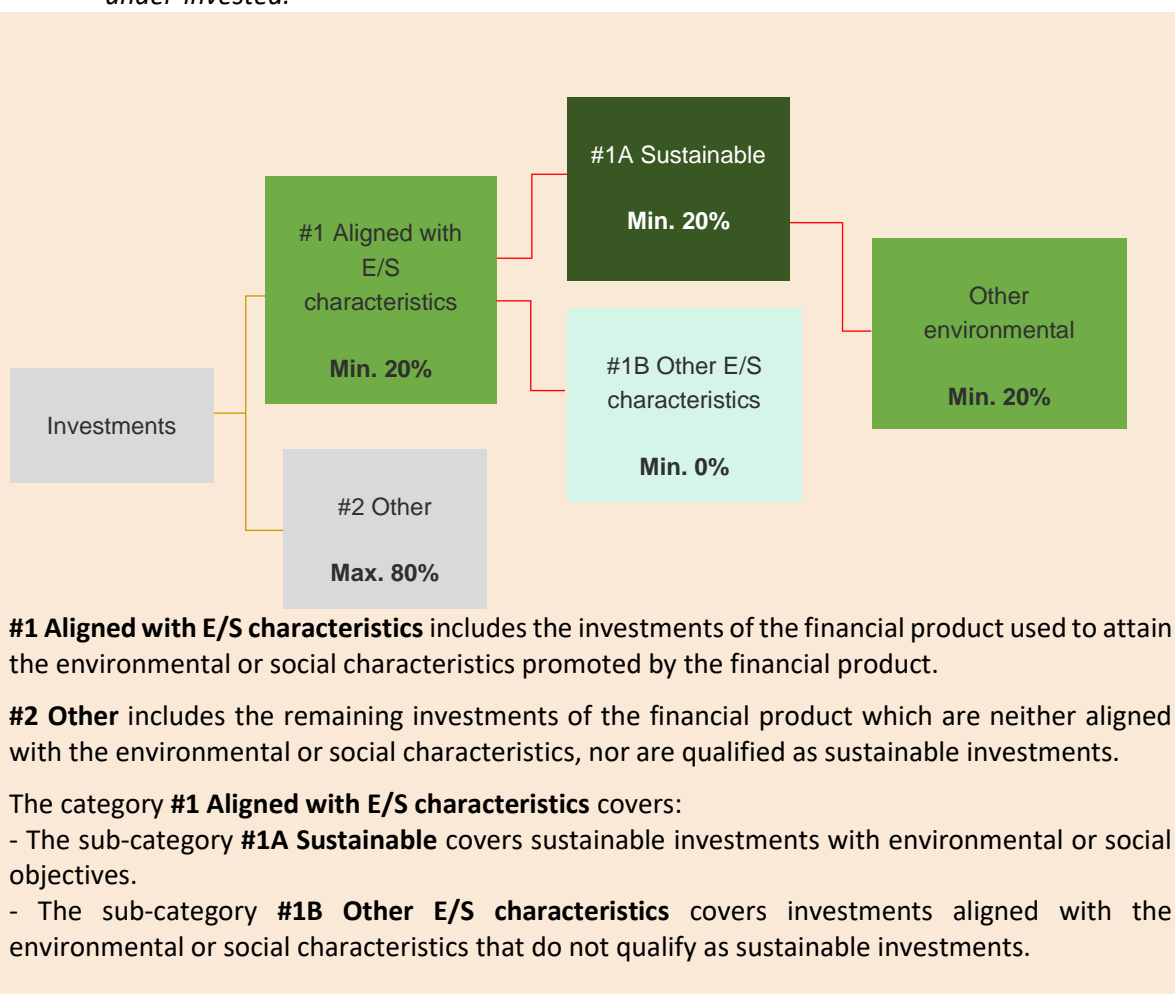 under-invested.
#1A Sustainable
Min. 20%
#1 Aligned with
E/S
characteristics
Min. 20%
Other
environmental
Min. 20%
#1B Other E/S
characteristics
Min. 0%
Investments
#2 Other
Max. 80%
#1 Aligned with E/S characteristics includes the investments of the financial product used to attain
the environmental or social characteristics promoted by the financial product.
#2 Other includes the remaining investments of the financial product which are neither aligned
with the environmental or social characteristics, nor are qualified as sustainable investments.
The category #1 Aligned with E/S characteristics covers:
- The sub-category #1A Sustainable covers sustainable investments with environmental or social
objectives.
- The sub-category #1B Other E/S characteristics covers investments aligned with the
environmental or social characteristics that do not qualify as sustainable investments.